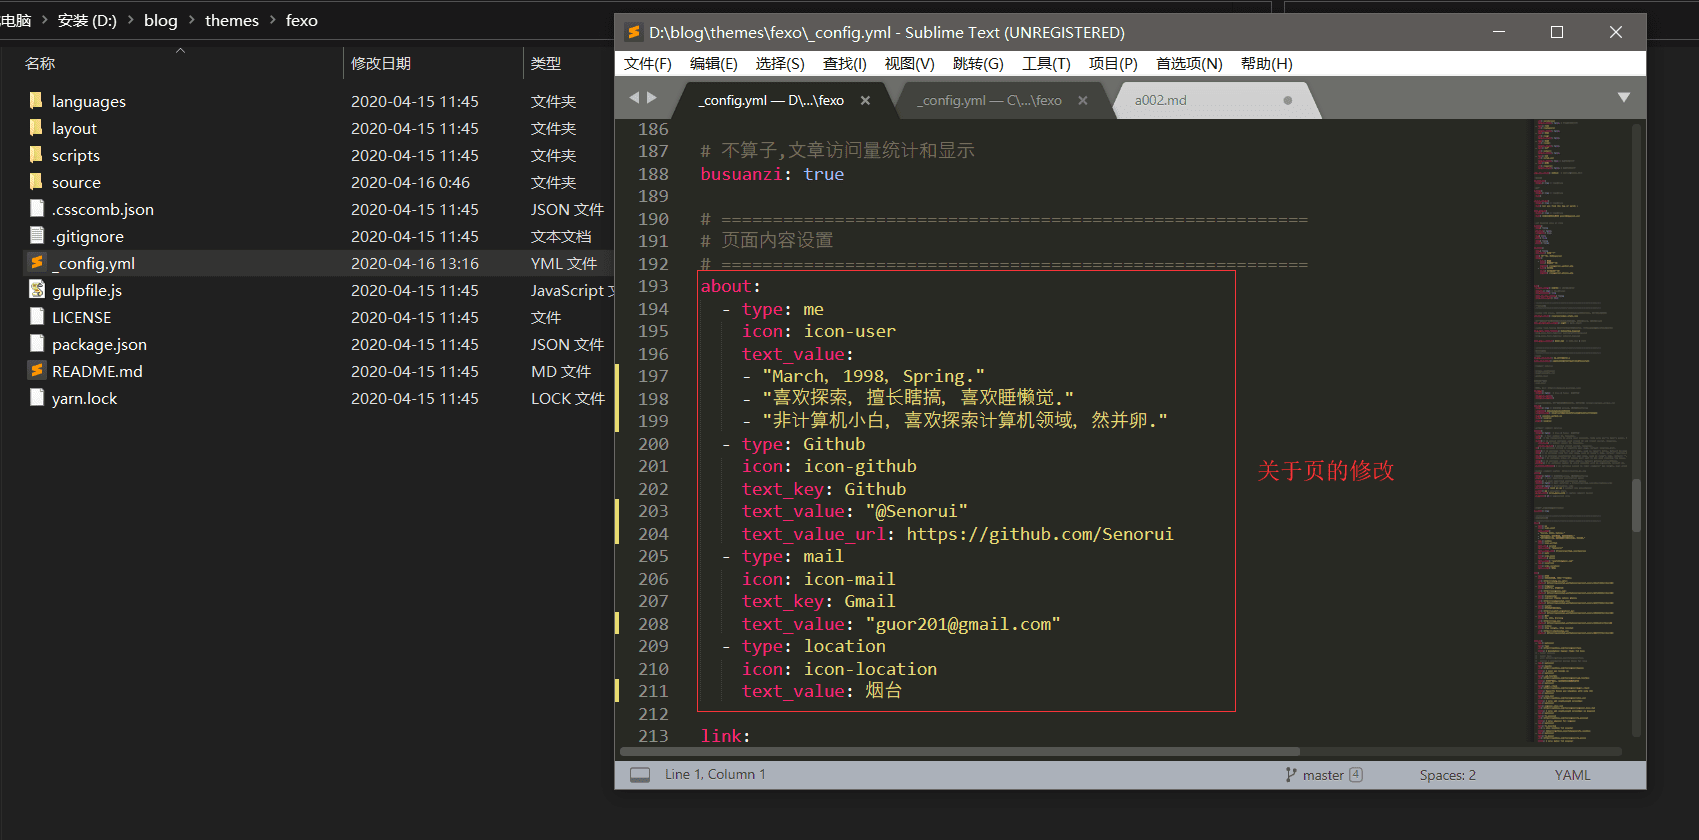 电脑 > 安装 (D:) > blog > themes > fexo
名称 修改日期 类型
languages 2020-04-15 11:45 文件夹
layout 2020-04-15 11:45 文件夹
scripts 2020-04-15 11:45 文件夹
source 2020-04-16 0:46 文件夹
.csscomb.json 2020-04-15 11:45 JSON 文件
.gitignore 2020-04-15 11:45 文本文档
_config.yml 2020-04-16 13:16 YML 文件
gulpfile.js 2020-04-15 11:45 JavaScript
LICENSE 2020-04-15 11:45 文件
package.json 2020-04-15 11:45 JSON 文件
README.md 2020-04-15 11:45 MD 文件
yarn.lock 2020-04-15 11:45 LOCK 文件
D:\blog\themes\fexo\_config.yml - Sublime Text (UNREGISTERED)
文件(F) 编辑(E) 选择(S) 查找(I) 视图(V) 跳转(G) 工具(T) 项目(P) 首选项(N) 帮助(H)
_config.yml — D\...\fexo _config.yml — C\...\fexo a002.md
186
187 # 不算子,文章访问量统计和显示
188 busuanzi: true
189
190 # =========================================================
191 # 页面内容设置
192 # =========================================================
193 about:
194 - type: me
195 icon: icon-user
196 text_value:
197 - "March, 1998, Spring."
198 - "喜欢探索, 擅长瞎搞, 喜欢睡懒觉."
199 - "非计算机小白, 喜欢探索计算机领域, 然并卵."
200 - type: Github
201 icon: icon-github
202 text_key: Github
203 text_value: "@Senorui"
204 text_value_url: https://github.com/Senorui
205 - type: mail
206 icon: icon-mail
207 text_key: Gmail
208 text_value: "guor201@gmail.com"
209 - type: location
210 icon: icon-location
211 text_value: 烟台
212
213 link:
关于页的修改
Line 1, Column 1 master 4 Spaces: 2 YAML